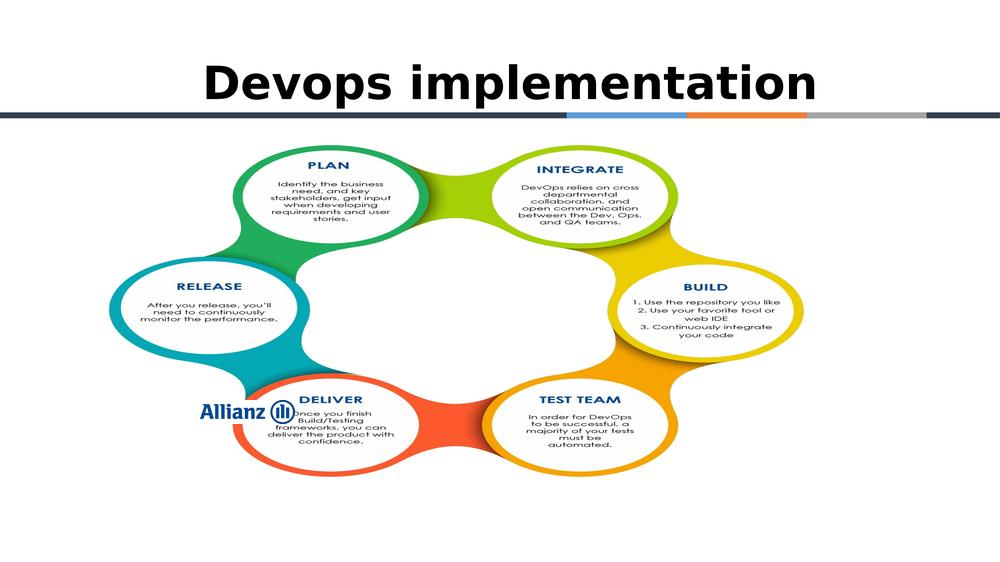 Devops implementation
PLAN
Identify the business
need, and key
stakeholders, get input
when developing
requirements and user
stories.
INTEGRATE
DevOps relies on cross
departmental
collaboration, and
open communication
between the Dev, Ops,
and QA teams.
RELEASE
After you release, you'll
need to continuously
monitor the performance.
BUILD
1. Use the repository you like
2. Use your favorite tool or
web IDE
3. Continuously integrate
your code
Allianz
DELIVER
Once you finish
Build/Testing
frameworks, you can
deliver the product with
confidence.
TEST TEAM
In order for DevOps
to be successful, a
majority of your tests
must be
automated.